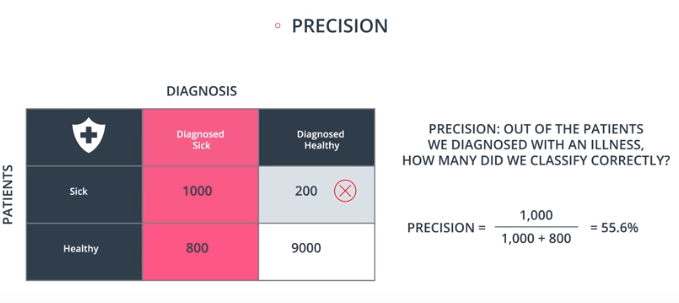 PRECISION
DIAGNOSIS
Diagnosed
Sick
Diagnosed
Healthy
PATIENTS
Sick
1000
200
Healthy
800
9000
PRECISION: OUT OF THE PATIENTS
WE DIAGNOSED WITH AN ILLNESS,
HOW MANY DID WE CLASSIFY CORRECTLY?
PRECISION = 1,000 / 1,000 + 800 = 55.6%